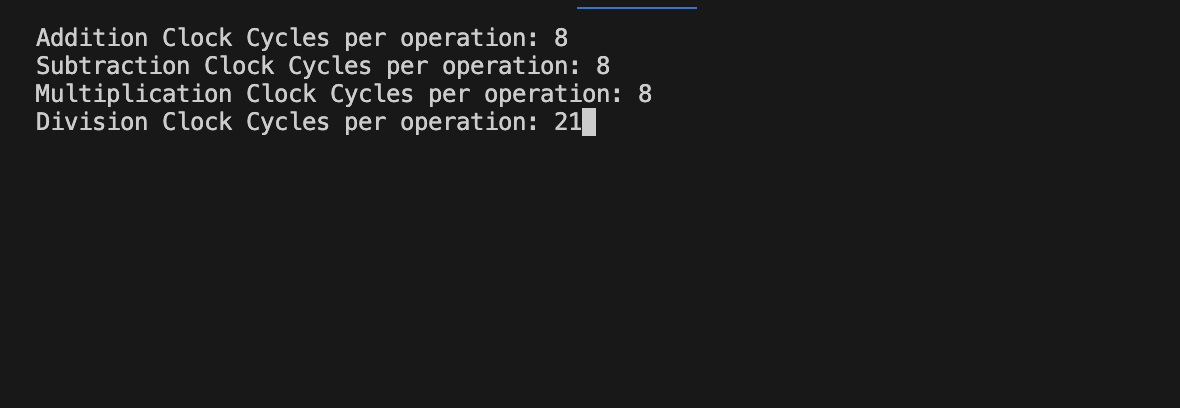 Addition Clock Cycles per operation: 8
Subtraction Clock Cycles per operation: 8
Multiplication Clock Cycles per operation: 8
Division Clock Cycles per operation: 21